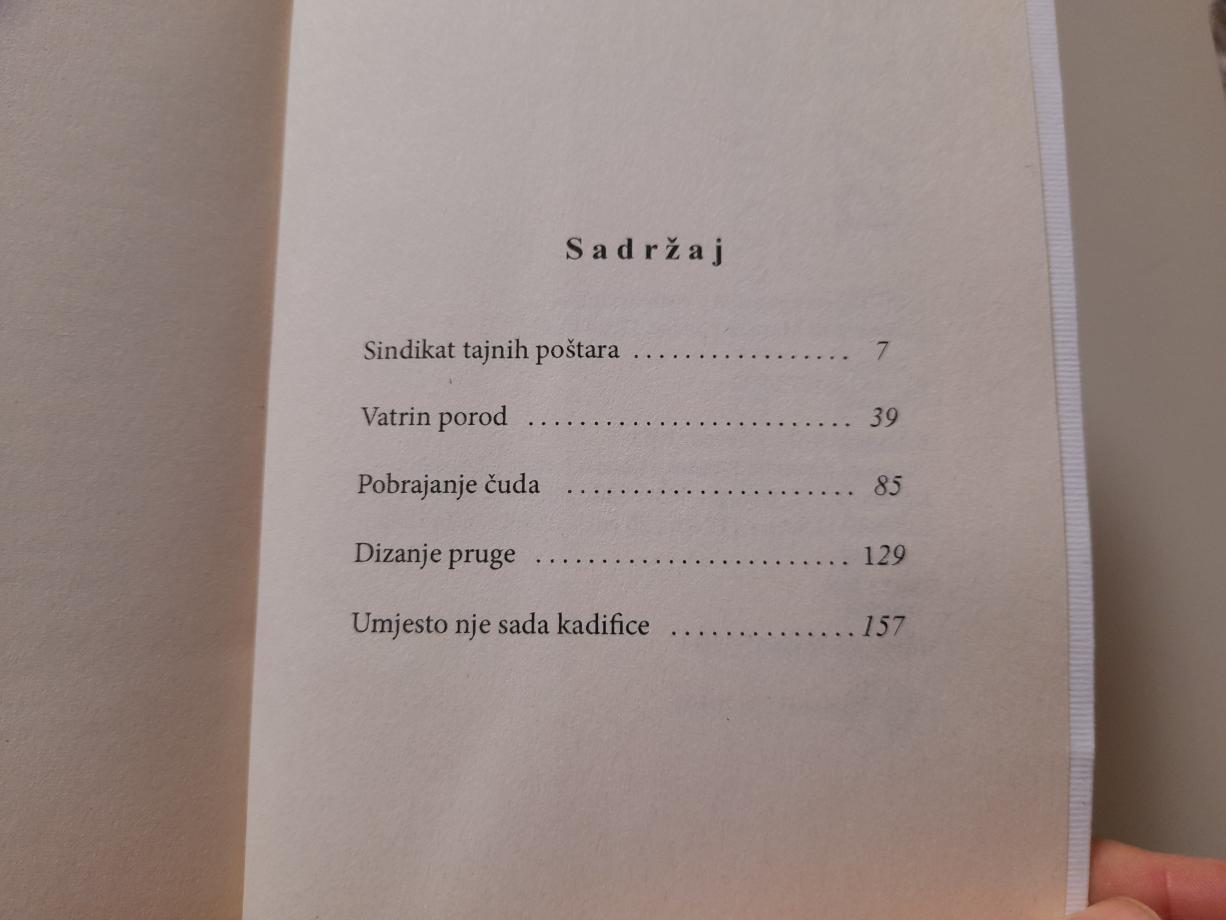 Sadržaj
Sindikat tajnih poštara ................. 7
Vatrin porod ......................... 39
Pobrajanje čuda ...................... 85
Dizanje pruge ........................ 129
Umjesto nje sada kadifice .............. 157